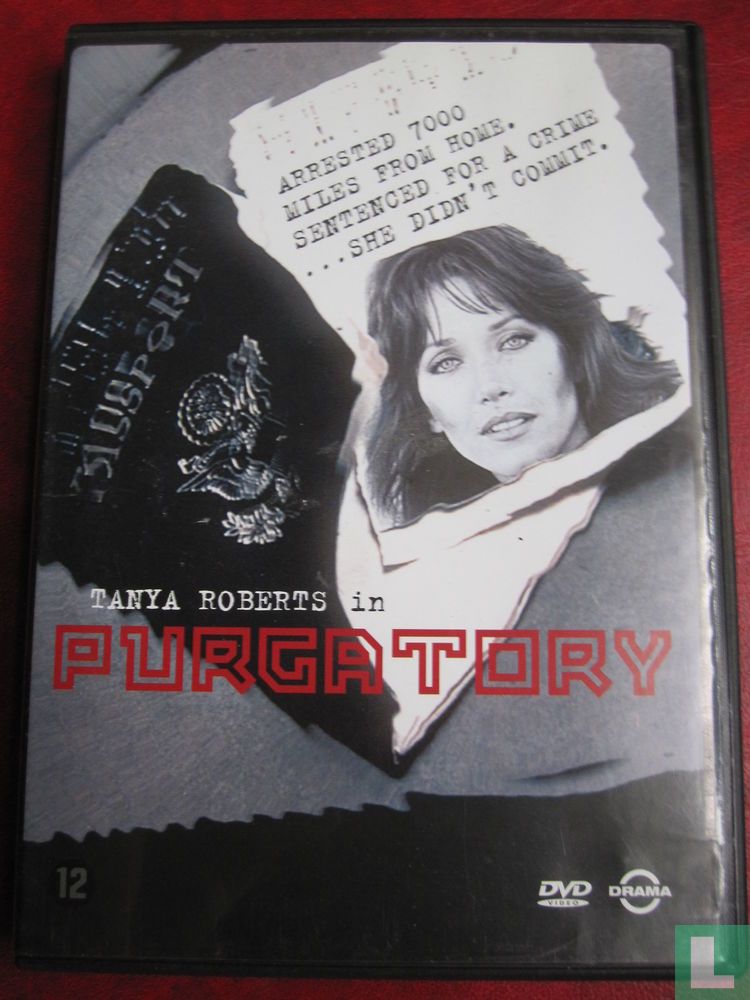 ARRESTED 7000
MILES FROM HOME.
SENTENCED FOR A CRIME
...SHE DIDN'T COMMIT.
PASSPORT
TANYA ROBERTS in
PURGATORY
12
DVD
VIDEO
DRAMA
L